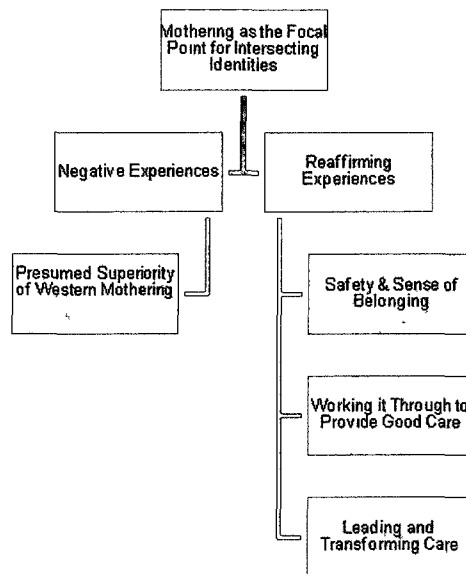 Mothering as the Focal
Point for Intersecting
Identities
Negative Experiences
Reaffirming
Experiences
Presumed Superiority
of Western Mothering
Safety & Sense of
Belonging
Working it Through to
Provide Good Care
Leading and
Transforming Care